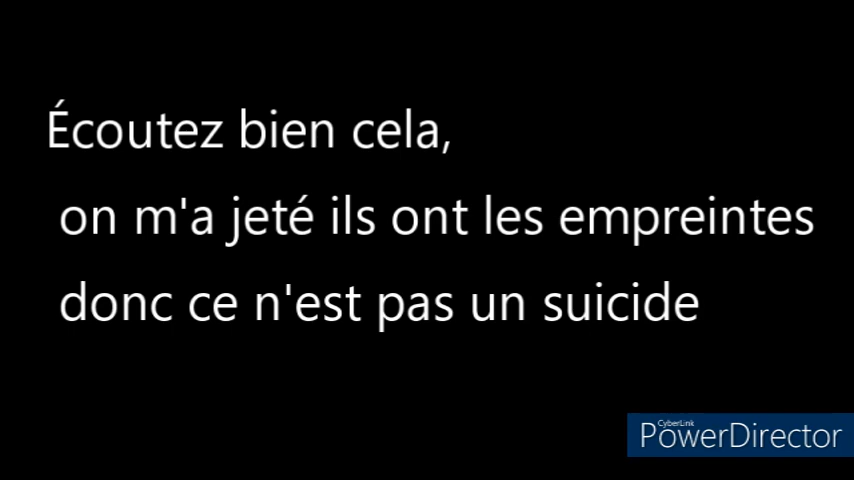 Écoutez bien cela,
on m'a jeté ils ont les empreintes
donc ce n'est pas un suicide
CyberLink
PowerDirector